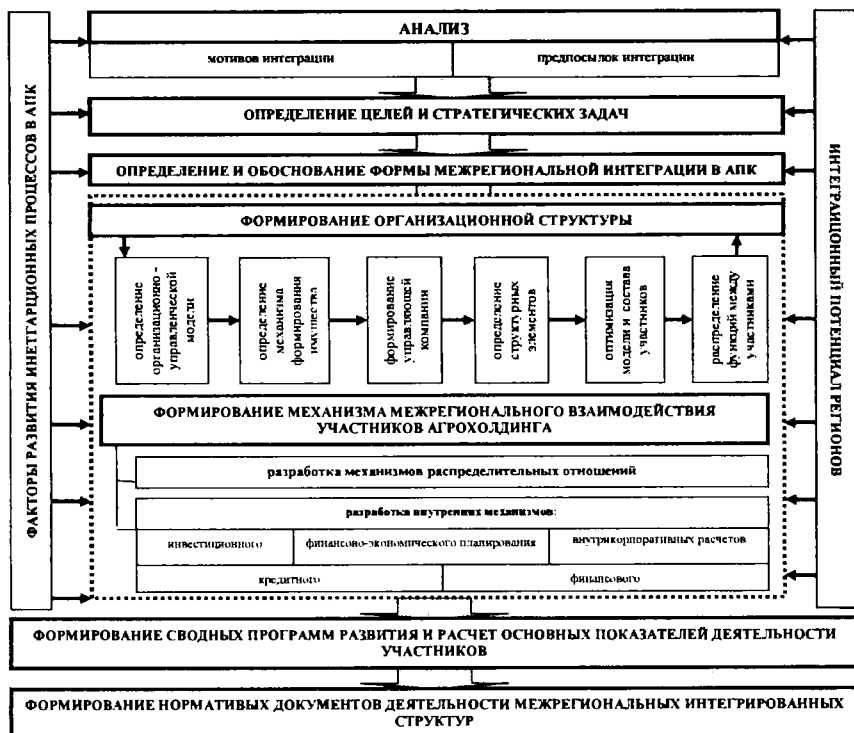 АНАЛИЗ
мотивов интеграции
предпосылок интеграции
ОПРЕДЕЛЕНИЕ ЦЕЛЕЙ И СТРАТЕГИЧЕСКИХ ЗАДАЧ
ОПРЕДЕЛЕНИЕ И ОБОСНОВАНИЕ ФОРМЫ МЕЖРЕГИОНАЛЬНОЙ ИНТЕГРАЦИИ В АПК
ФАКТОРЫ РАЗВИТИЯ ИНЕТГАРЦИОННЫХ ПРОЦЕССОВ В АПК
ИНТЕГРАИОННЫЙ ПОТЕНЦИАЛ РЕГИОНОВ
ФОРМИРОВАНИЕ ОРГАНИЗАЦИОННОЙ СТРУКТУРЫ
определение
организационно-
управленческой
модели
определение
механизма
формирования
имущества
формирование
управляющей
компании
определение
структурных
элементов
оптимизация
модели и состава
участников
распределение
функций между
участниками
ФОРМИРОВАНИЕ МЕХАНИЗМА МЕЖРЕГИОНАЛЬНОГО ВЗАИМОДЕЙСТВИЯ
УЧАСТНИКОВ АГРОХОЛДИНГА
разработка механизмов распределительных отношений
разработка внутренних механизмов:
инвестиционного
финансово-экономического планирования
внутрикорпоративных расчетов
кредитного
финансового
ФОРМИРОВАНИЕ СВОДНЫХ ПРОГРАММ РАЗВИТИЯ И РАСЧЕТ ОСНОВНЫХ ПОКАЗАТЕЛЕЙ ДЕЯТЕЛЬНОСТИ
УЧАСТНИКОВ
ФОРМИРОВАНИЕ НОРМАТИВЫХ ДОКУМЕНТОВ ДЕЯТЕЛЬНОСТИ МЕЖРЕГИОНАЛЬНЫХ ИНТЕГРИРОВАННЫХ
СТРУКТУР